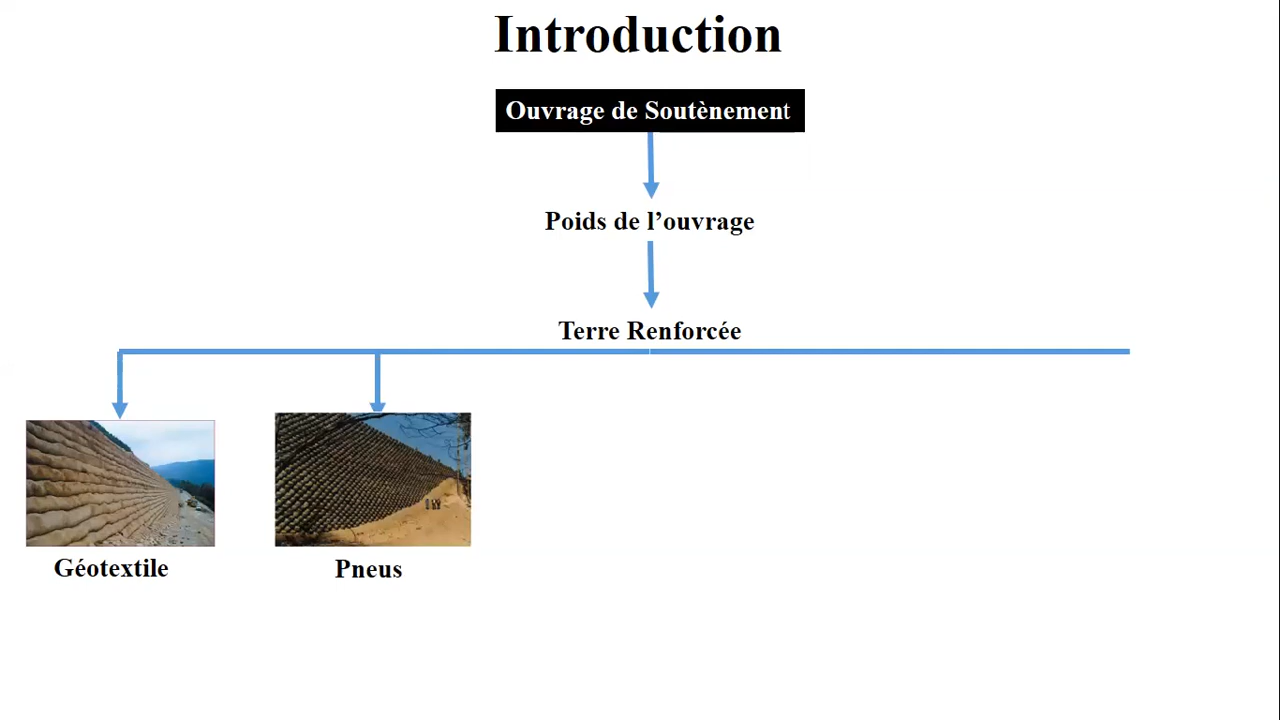 Introduction
Ouvrage de Soutènement
Poids de l’ouvrage
Terre Renforcée
Géotextile
Pneus